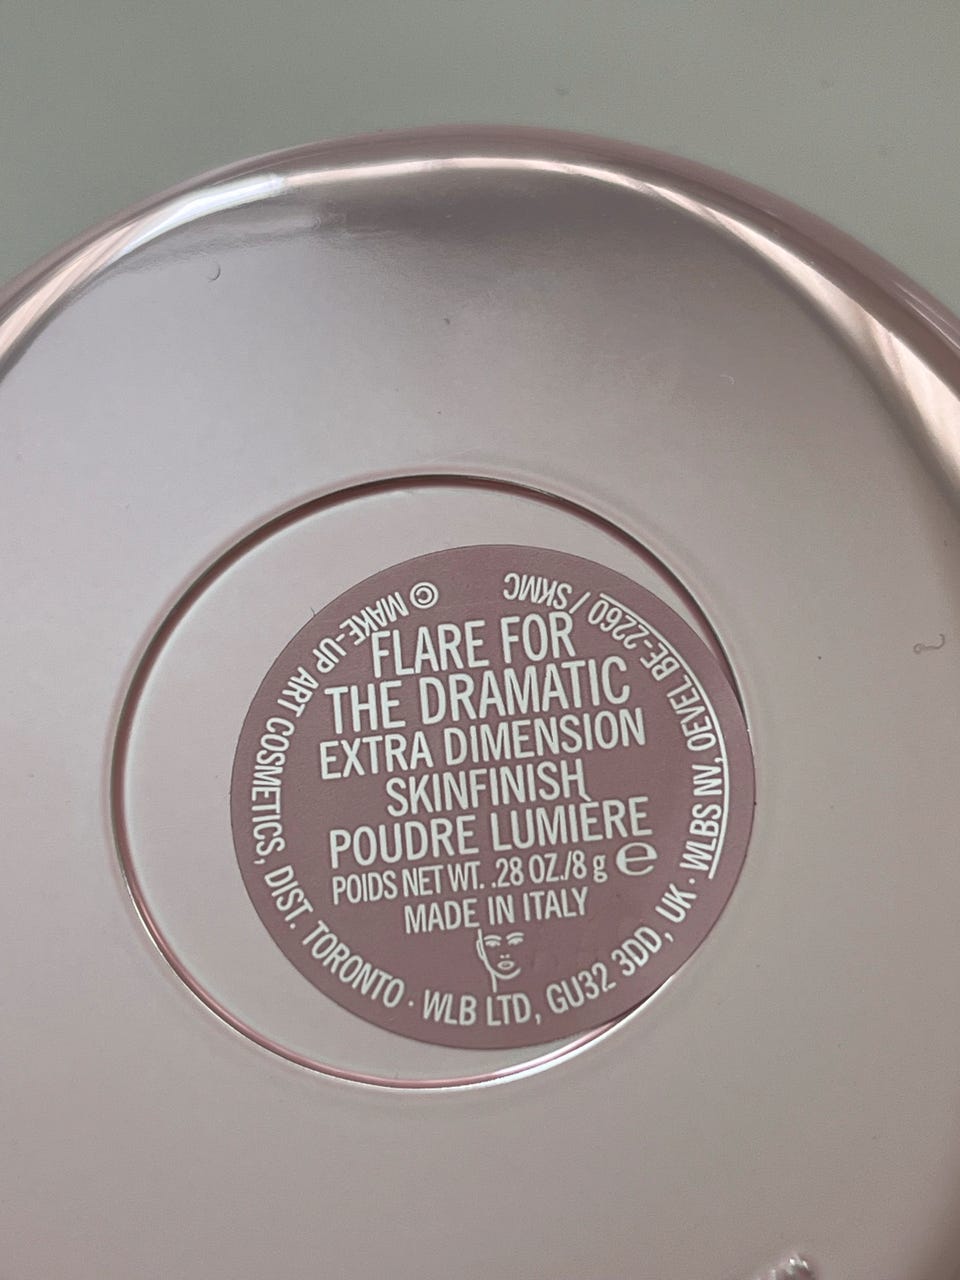 FLARE FOR
THE DRAMATIC
EXTRA DIMENSION
SKINFINISH
POUDRE LUMIÈRE
POIDS NET WT. .28 OZ./8 g ℮
MADE IN ITALY
© MAKE-UP ART COSMETICS, DIST. TORONTO · WLB LTD, GU32 3DD, UK · WLBS NV, OEVEL BE-2260 / SKMC